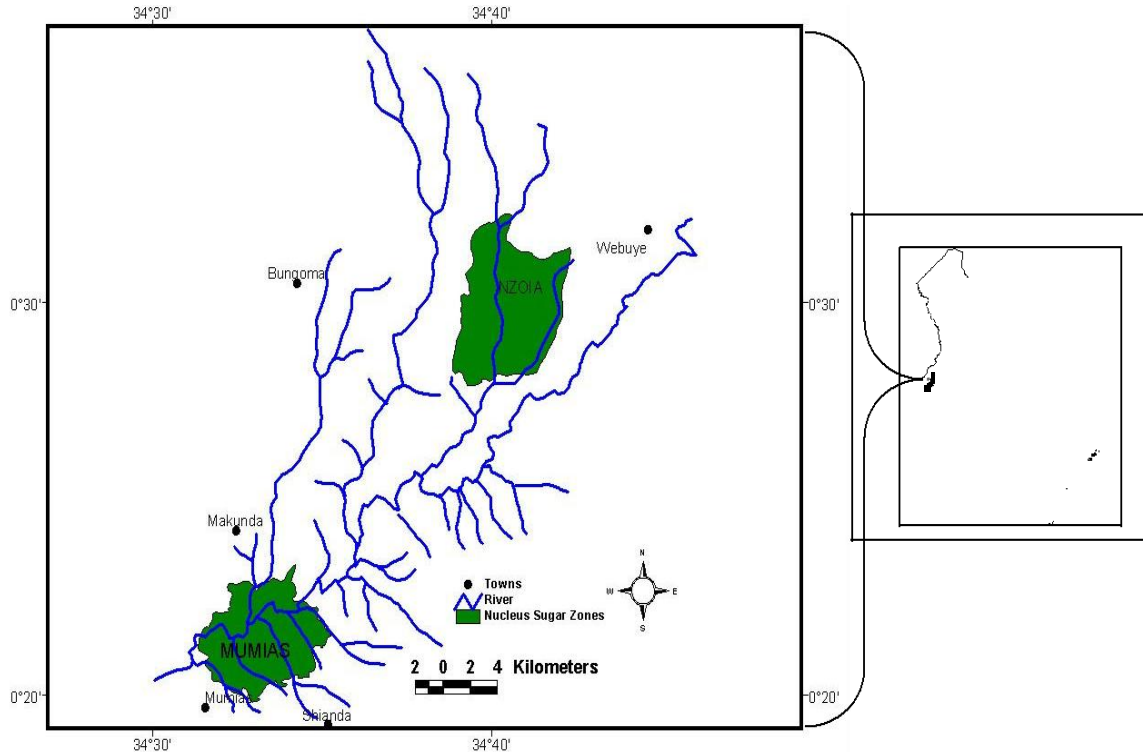 34°30'
34°40'
Webuye
Bungoma
NZOIA
0°30'
0°30'
Makunda
N
Towns
W
E
River
Nucleus Sugar Zones
S
MUMIAS
2 0 2 4 Kilometers
0°20'
Mumias
0°20'
Shianda
34°30'
34°40'